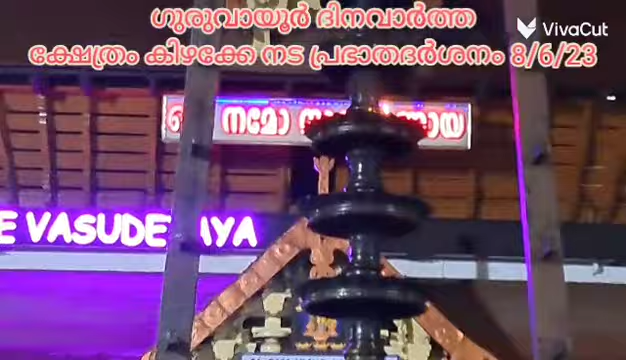 ഗുരുവായൂർ ദിനവാർത്ത
VivaCut
ക്ഷേത്രം കിഴക്കേ നട പ്രഭാതദർശനം 8/6/23
നമോ
E VASUDE AYA